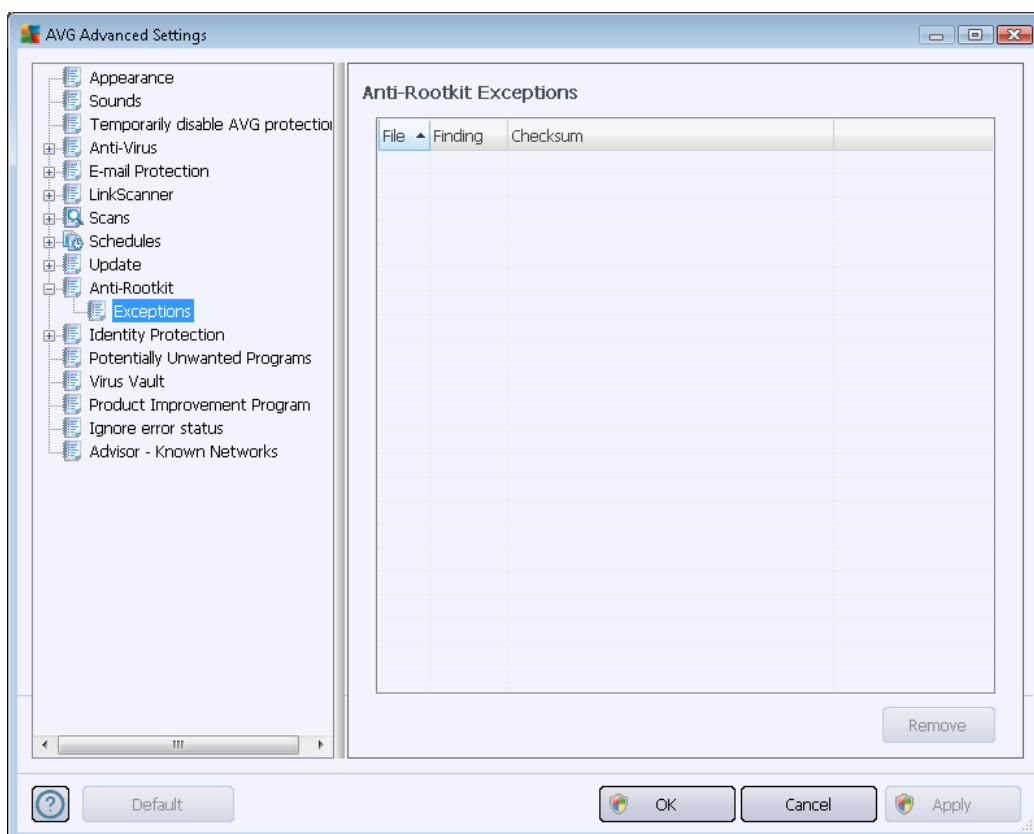 AVG Advanced Settings
Appearance
Sounds
Temporarily disable AVG protection
Anti-Virus
E-mail Protection
LinkScanner
Scans
Schedules
Update
Anti-Rootkit
Exceptions
Identity Protection
Potentially Unwanted Programs
Virus Vault
Product Improvement Program
Ignore error status
Advisor - Known Networks
Anti-Rootkit Exceptions
File Finding Checksum
Remove
Default
OK
Cancel
Apply